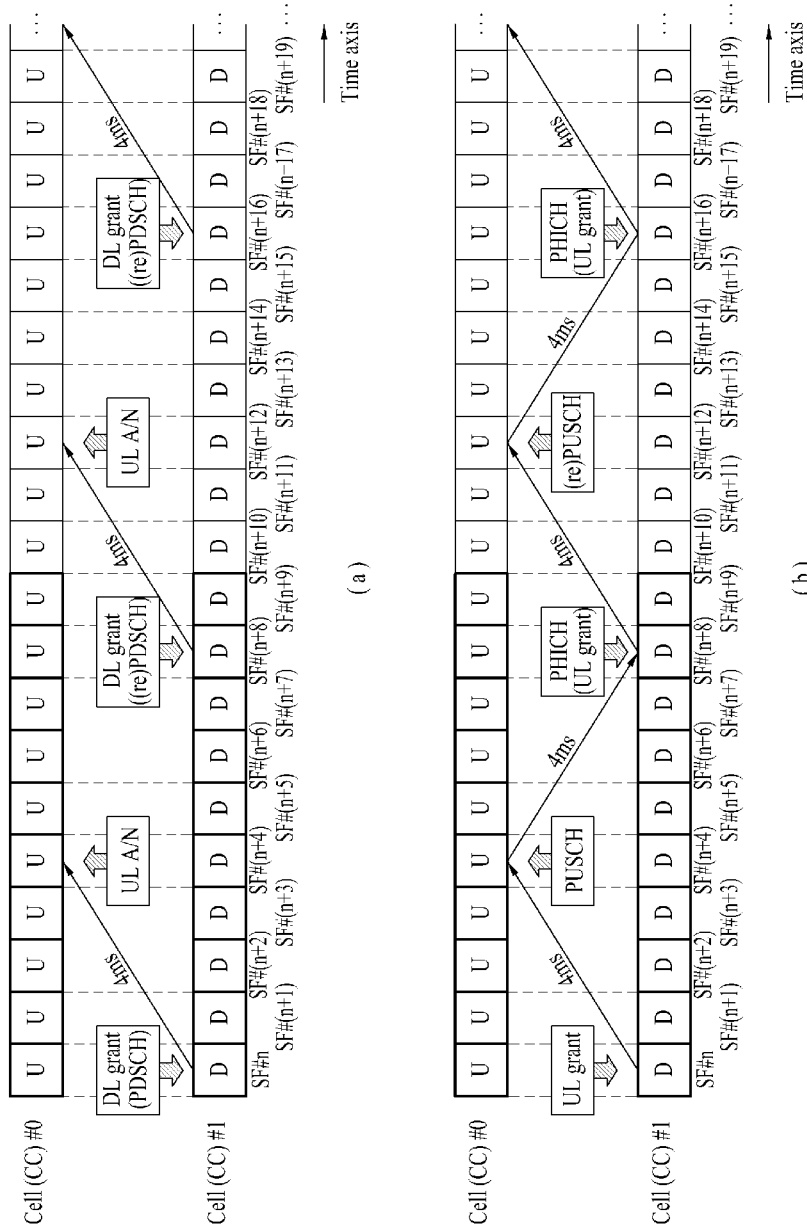 Cell (CC) #0 U U U U U U U U U U U U U U U U U U U U ...
DL grant (PDSCH)
4ms
UL A/N
DL grant ((re)PDSCH)
4ms
UL A/N
DL grant ((re)PDSCH)
4ms
Cell (CC) #1 D D D D D D D D D D D D D D D D D D D D ...
SF#n SF#(n+2) SF#(n+4) SF#(n+6) SF#(n+8) SF#(n+10) SF#(n+12) SF#(n+14) SF#(n+16) SF#(n+18)
SF#(n+1) SF#(n+3) SF#(n+5) SF#(n+7) SF#(n+9) SF#(n+11) SF#(n+13) SF#(n+15) SF#(n-17) SF#(n+19) ...
Time axis
(a)
Cell (CC) #0 U U U U U U U U U U U U U U U U U U U U ...
UL grant
4ms
PUSCH
4ms
PHICH (UL grant)
4ms
(re)PUSCH
4ms
PHICH (UL grant)
4ms
Cell (CC) #1 D D D D D D D D D D D D D D D D D D D D ...
SF#n SF#(n+2) SF#(n+4) SF#(n+6) SF#(n+8) SF#(n+10) SF#(n+12) SF#(n+14) SF#(n+16) SF#(n+18)
SF#(n+1) SF#(n+3) SF#(n+5) SF#(n+7) SF#(n+9) SF#(n+11) SF#(n+13) SF#(n+15) SF#(n-17) SF#(n+19) ...
Time axis
(b)